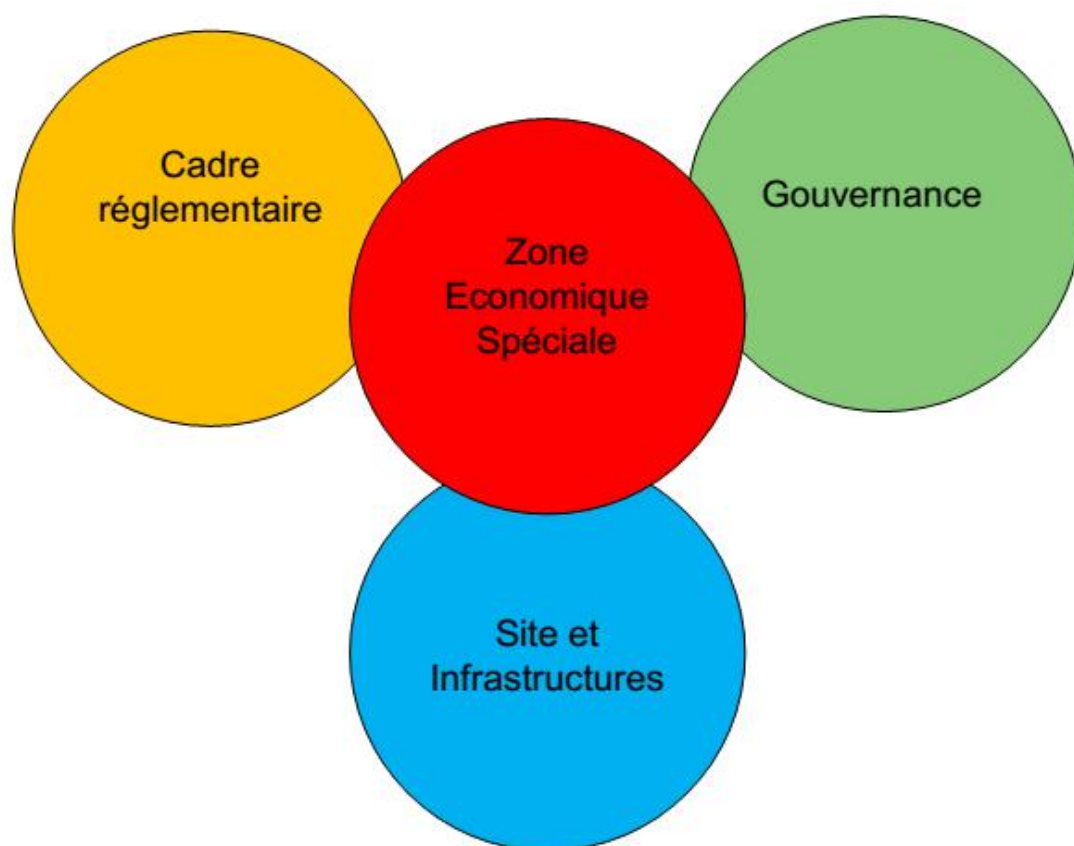 Cadre
réglementaire
Gouvernance
Zone
Economique
Spéciale
Site et
Infrastructures